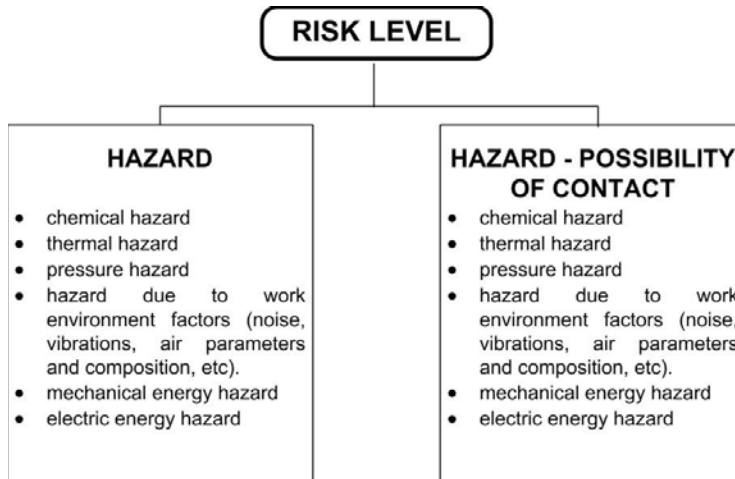 RISK LEVEL
HAZARD
• chemical hazard
• thermal hazard
• pressure hazard
• hazard due to work
environment factors (noise,
vibrations, air parameters
and composition, etc).
• mechanical energy hazard
• electric energy hazard
HAZARD - POSSIBILITY
OF CONTACT
• chemical hazard
• thermal hazard
• pressure hazard
• hazard due to work
environment factors (noise,
vibrations, air parameters
and composition, etc).
• mechanical energy hazard
• electric energy hazard